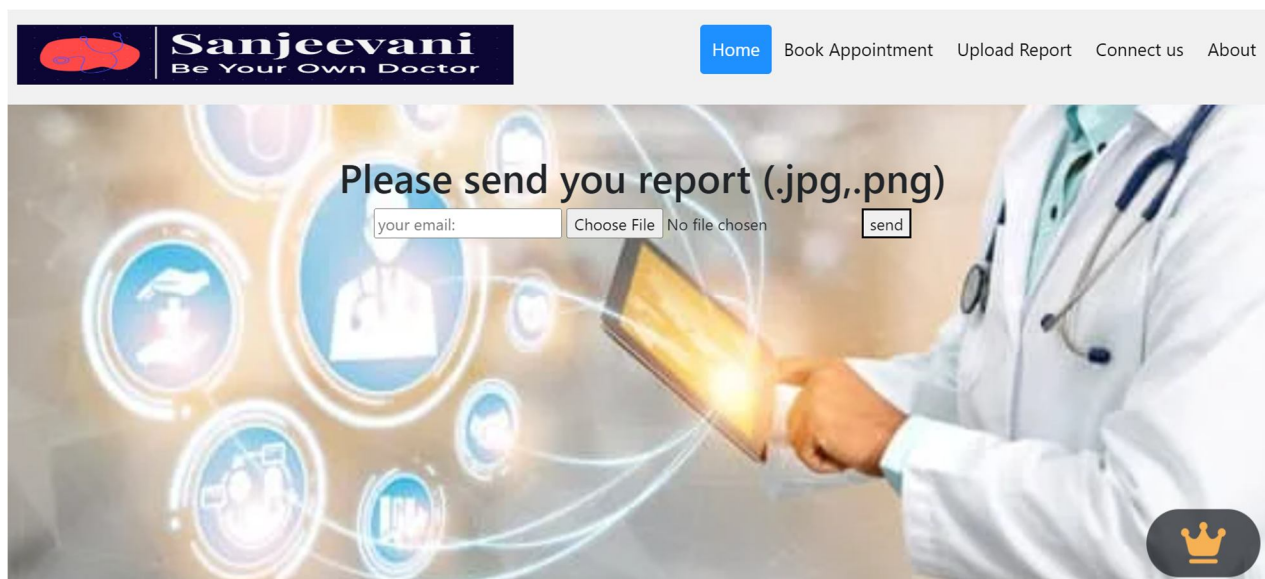 Sanjeevani
Be Your Own Doctor
Home Book Appointment Upload Report Connect us About
Please send you report (.jpg,.png)
your email: Choose File No file chosen send